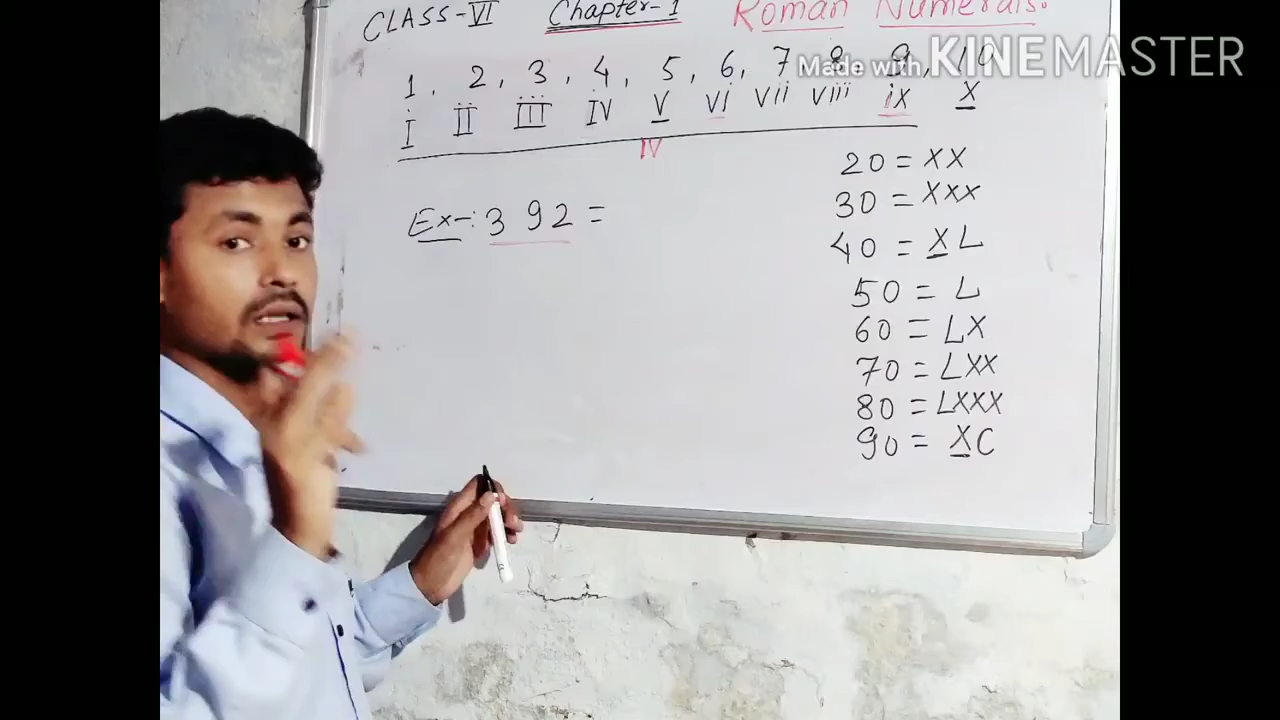 CLASS-VI Chapter-1 Roman Numerals.
Made with KINEMASTER
1, 2, 3, 4, 5, 6, 7 8, 9, 10
I II III IV V VI VII VIII IX X
IV
Ex-: 392 =
20 = XX
30 = XXX
40 = XL
50 = L
60 = LX
70 = LXX
80 = LXXX
90 = XC